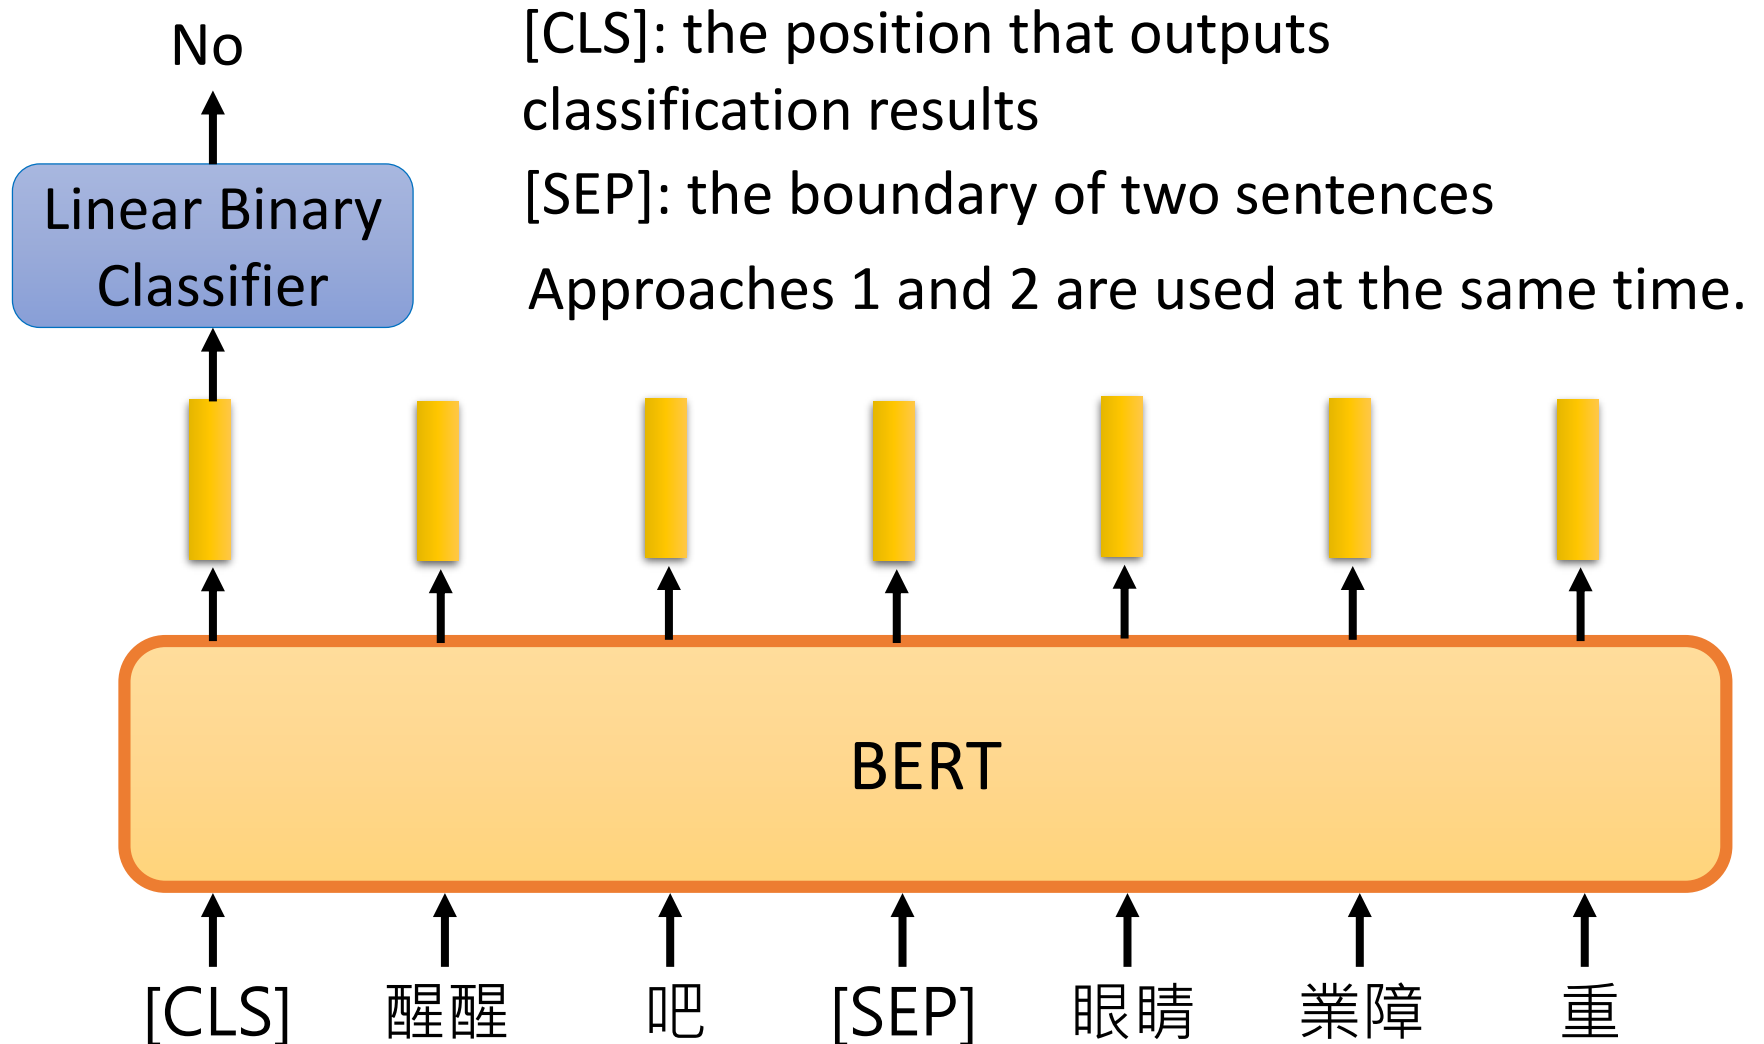 No
[CLS]: the position that outputs
classification results
[SEP]: the boundary of two sentences
Approaches 1 and 2 are used at the same time.
Linear Binary
Classifier
BERT
[CLS] 醒醒 吧 [SEP] 眼睛 業障 重